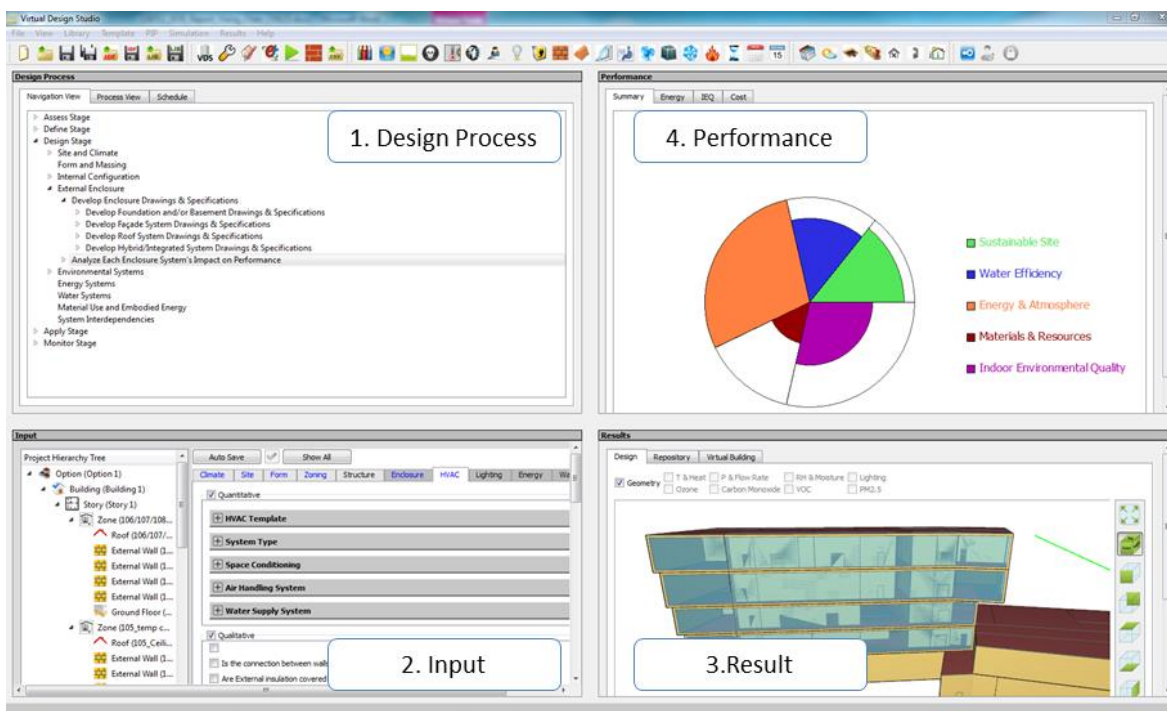 Virtual Design Studio
File View Library Template PIP Simulation Results Help
VDS
15
Design Process
Navigation View Process View Schedule
Assess Stage
Define Stage
Design Stage
Site and Climate
Form and Massing
Internal Configuration
External Enclosure
Develop Enclosure Drawings & Specifications
Develop Foundation and/or Basement Drawings & Specifications
Develop Façade System Drawings & Specifications
Develop Roof System Drawings & Specifications
Develop Hybrid/Integrated System Drawings & Specifications
Analyze Each Enclosure System's Impact on Performance
Environmental Systems
Energy Systems
Water Systems
Material Use and Embodied Energy
System Interdependencies
Apply Stage
Monitor Stage
1. Design Process
Performance
Summary Energy IEQ Cost
4. Performance
Sustainable Site
Water Efficiency
Energy & Atmosphere
Materials & Resources
Indoor Environmental Quality
Input
Project Hierarchy Tree
Option (Option 1)
Building (Building 1)
Story (Story 1)
Zone (106/107/108...
Roof (106/107/...
External Wall (1...
External Wall (1...
External Wall (1...
External Wall (1...
Ground Floor (...
Zone (105_temp c...
Roof (105_Ceili...
External Wall (1...
External Wall (1...
Auto Save Show All
Climate Site Form Zoning Structure Enclosure HVAC Lighting Energy Wa
Quantitative
HVAC Template
System Type
Space Conditioning
Air Handling System
Water Supply System
Qualitative
Is the connection between walls
Are External insulation covered
2. Input
Results
Design Repository Virtual Building
Geometry T & Heat P & Flow Rate RH & Moisture Lighting
Ozone Carbon Monoxide VOC PM2.5
3.Result